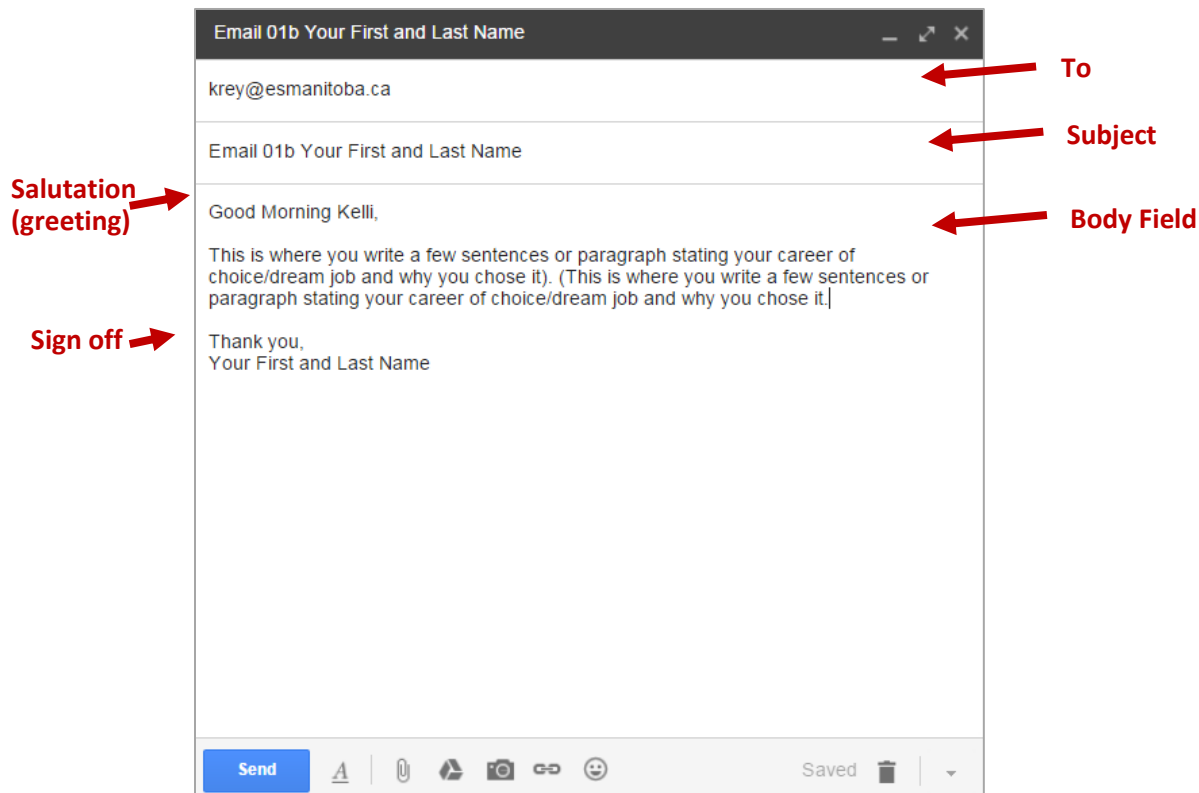 Email 01b Your First and Last Name
To
krey@esmanitoba.ca
Subject
Email 01b Your First and Last Name
Salutation
(greeting)
Good Morning Kelli,
Body Field
This is where you write a few sentences or paragraph stating your career of
choice/dream job and why you chose it). (This is where you write a few sentences or
paragraph stating your career of choice/dream job and why you chose it.
Sign off
Thank you,
Your First and Last Name
Send
A
Saved